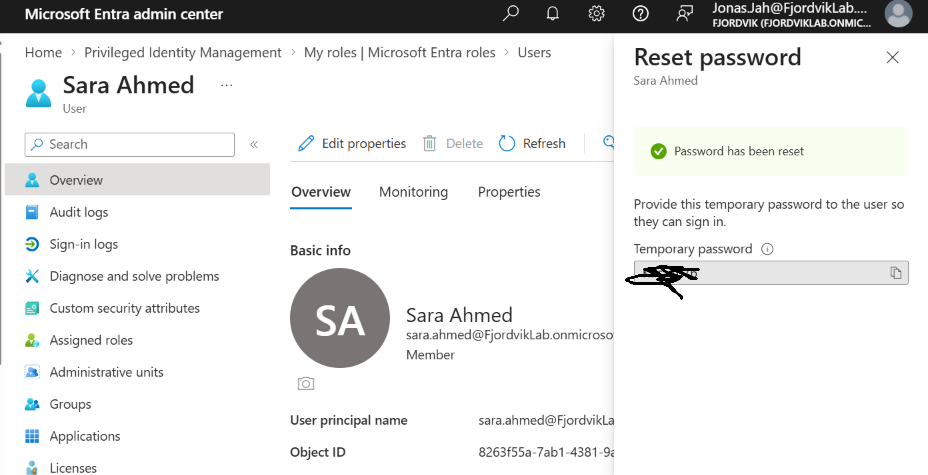 Microsoft Entra admin center
Jonas.Jah@FjordvikLab....
FJORDVIK (FJORDVIKLAB.ONMIC...
Home > Privileged Identity Management > My roles | Microsoft Entra roles > Users
Sara Ahmed ...
User
Search
Overview
Audit logs
Sign-in logs
Diagnose and solve problems
Custom security attributes
Assigned roles
Administrative units
Groups
Applications
Licenses
Edit properties Delete Refresh
Overview Monitoring Properties
Basic info
SA
Sara Ahmed
sara.ahmed@FjordvikLab.onmicroso
Member
User principal name sara.ahmed@FjordvikLa
Object ID 8263f55a-7ab1-4381-9a
Reset password
Sara Ahmed
Password has been reset
Provide this temporary password to the user so
they can sign in.
Temporary password